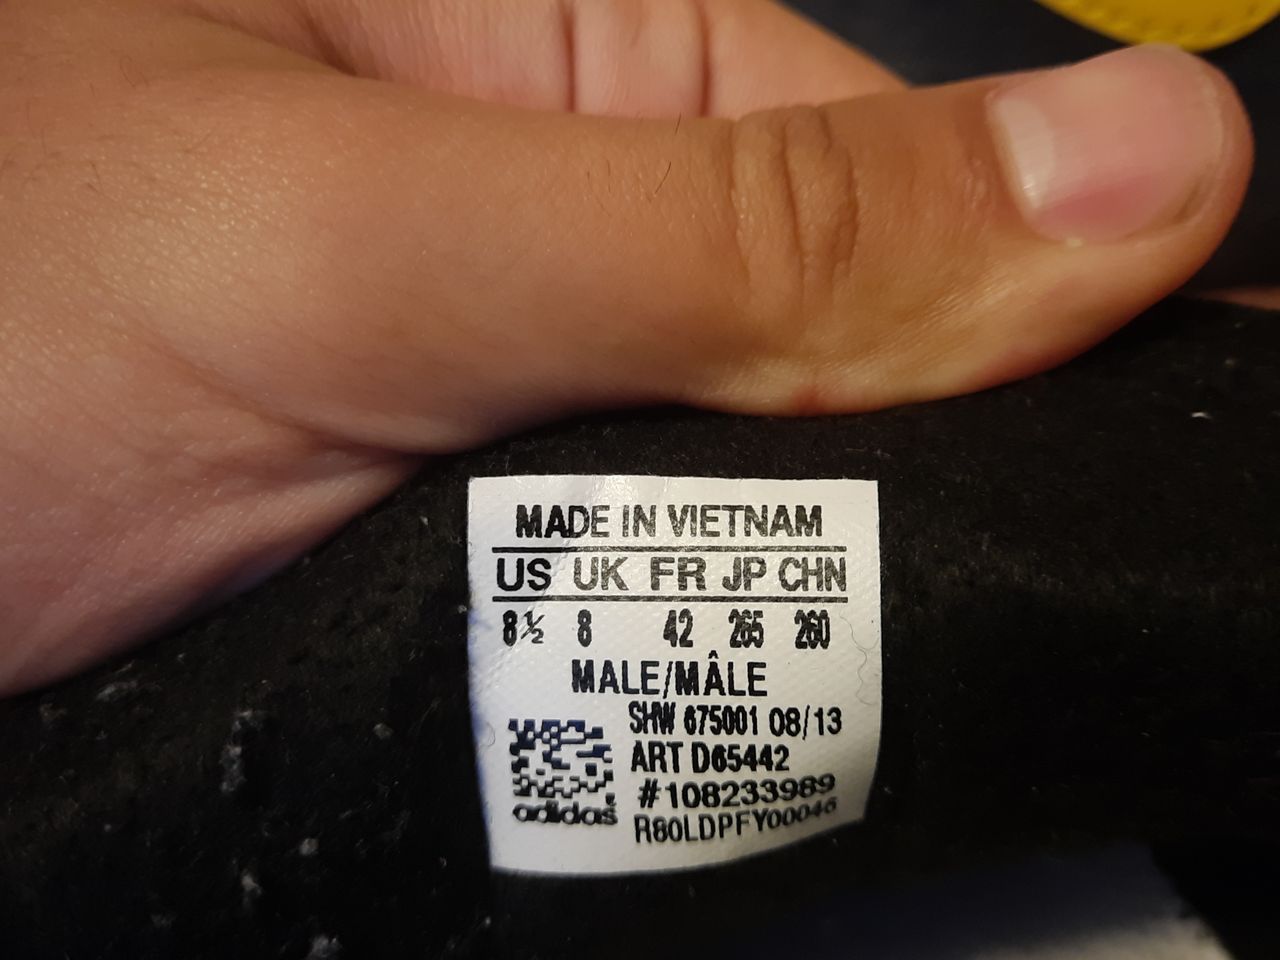 MADE IN VIETNAM
US UK FR JP CHN
8½ 8 42 265 260
MALE/MÂLE
SHW 675001 08/13
ART D65442
#108233989
R80LDPFY00046
adidas